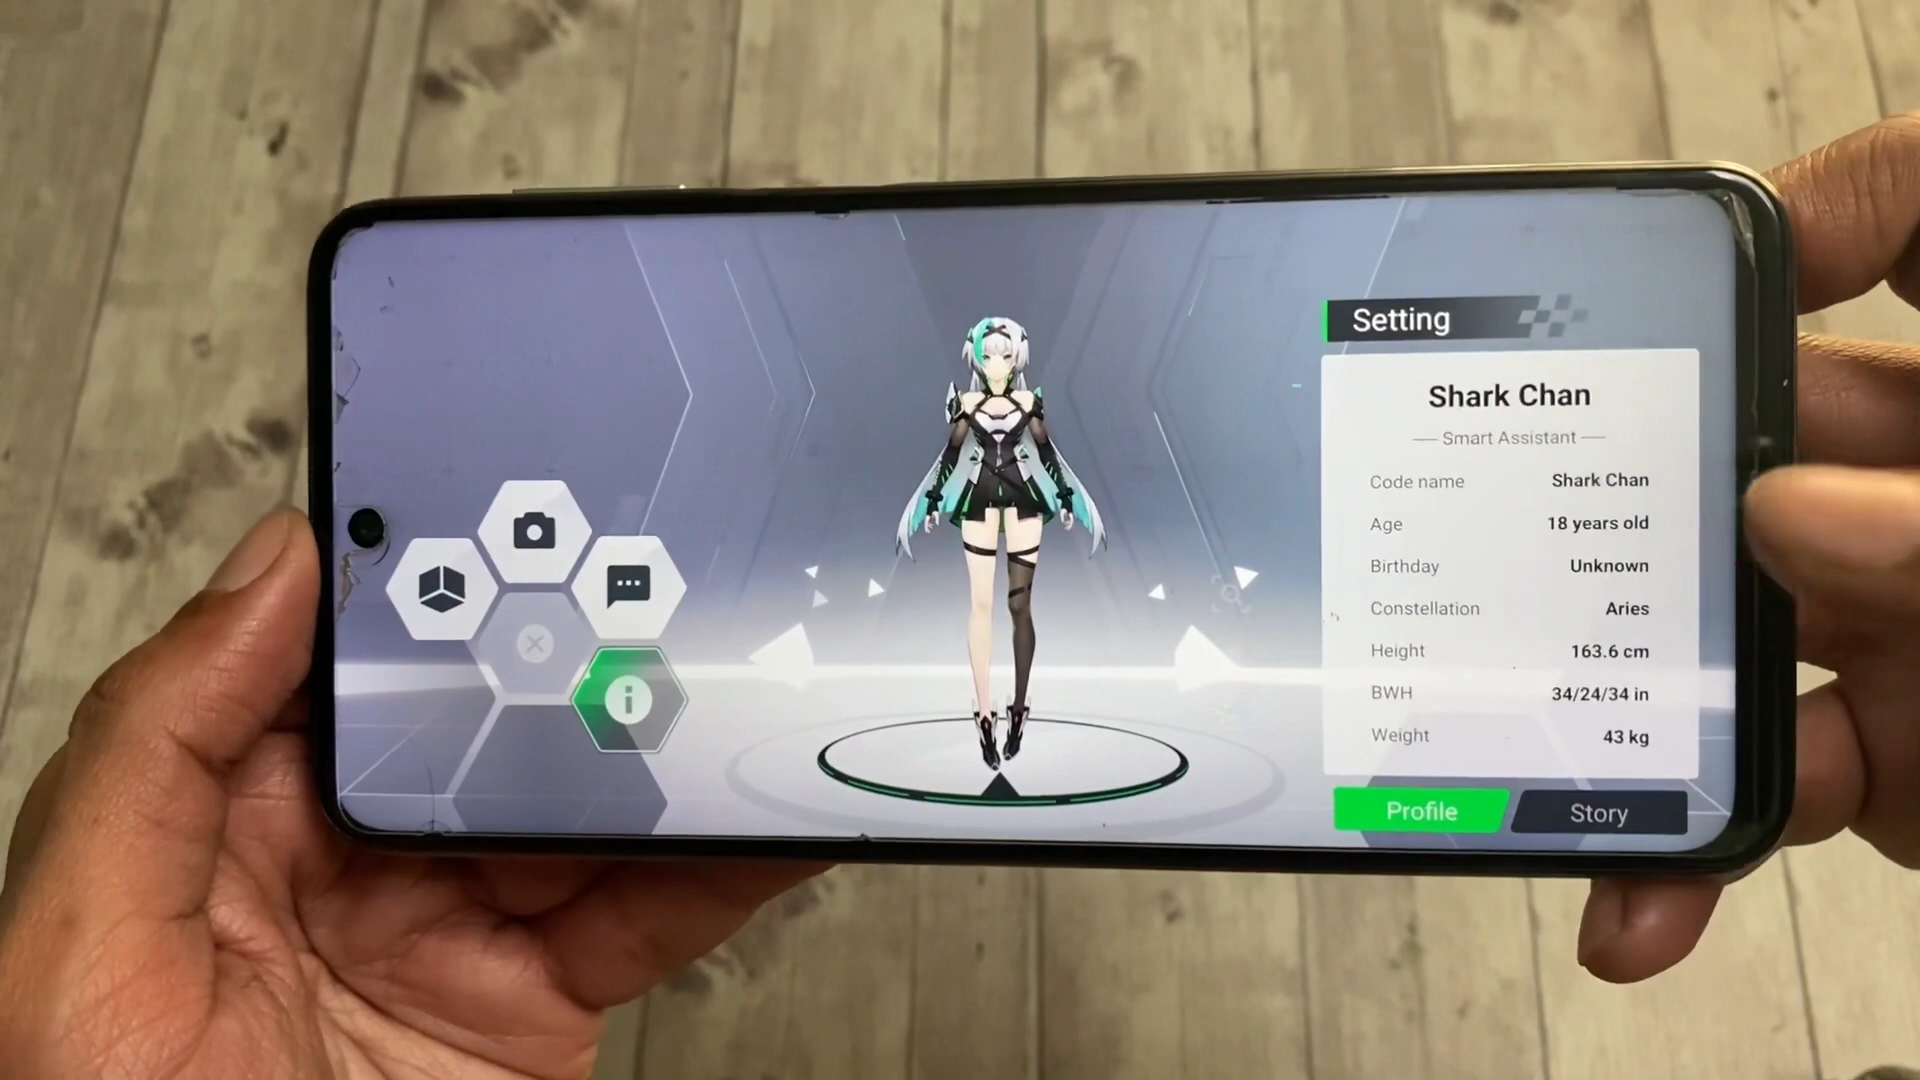 Setting
Shark Chan
Smart Assistant
Code name Shark Chan
Age 18 years old
Birthday Unknown
Constellation Aries
Height 163.6 cm
BWH 34/24/34 in
Weight 43 kg
Profile Story